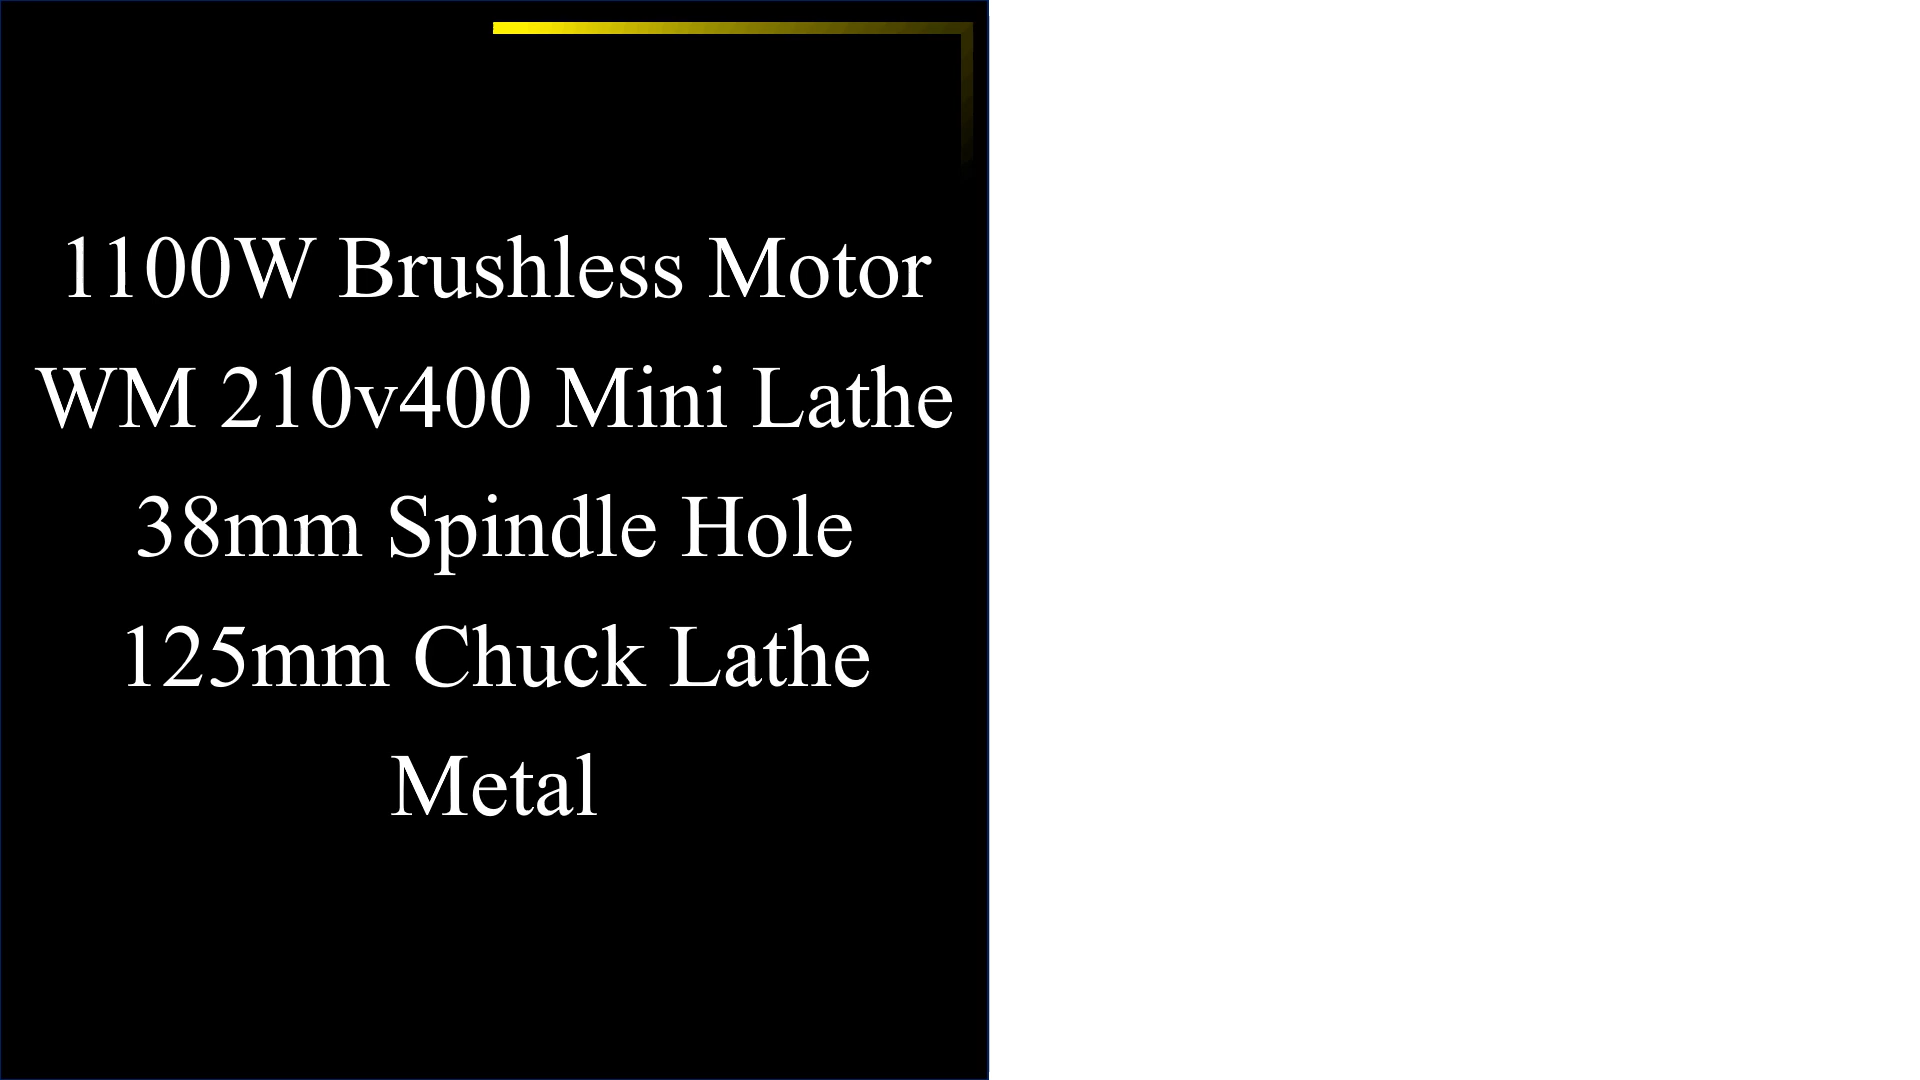 1100W Brushless Motor
WM 210v400 Mini Lathe
38mm Spindle Hole
125mm Chuck Lathe
Metal